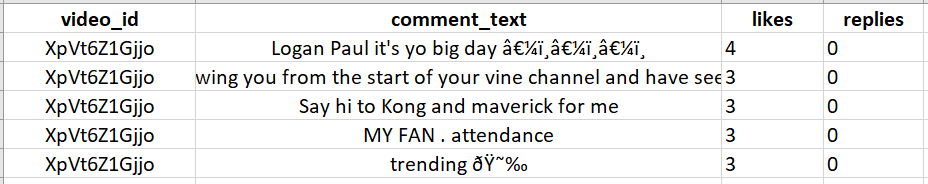 video_id comment_text likes replies
XpVt6Z1Gjjo Logan Paul it's yo big day â€¼ï¸â€¼ï¸â€¼ï¸ 4 0
XpVt6Z1Gjjo wing you from the start of your vine channel and have see 3 0
XpVt6Z1Gjjo Say hi to Kong and maverick for me 3 0
XpVt6Z1Gjjo MY FAN . attendance 3 0
XpVt6Z1Gjjo trending ðŸ˜‰ 3 0